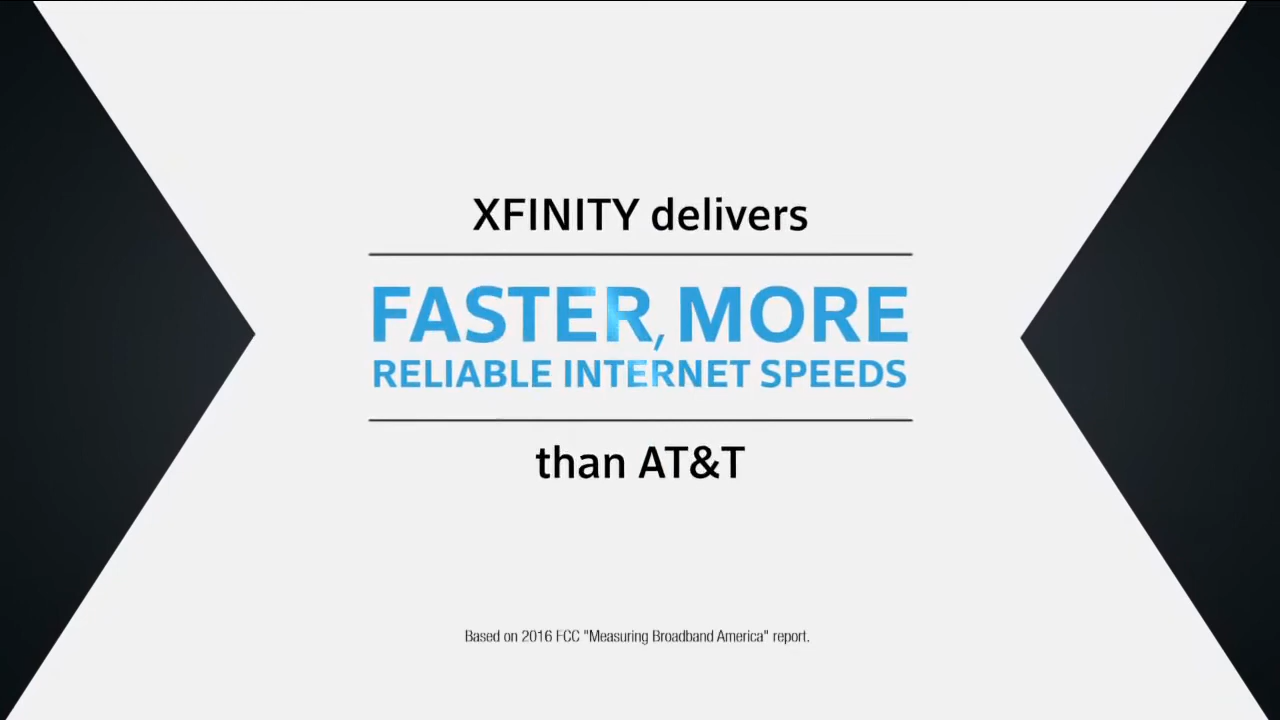 XFINITY delivers
FASTER, MORE
RELIABLE INTERNET SPEEDS
than AT&T
Based on 2016 FCC "Measuring Broadband America" report.